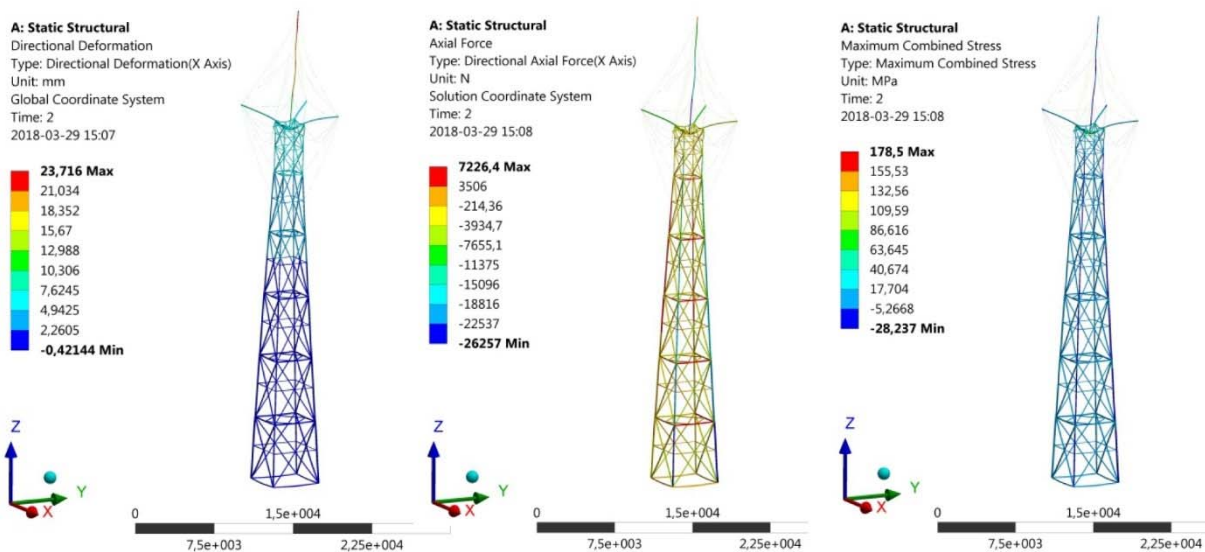 A: Static Structural
Directional Deformation
Type: Directional Deformation(X Axis)
Unit: mm
Global Coordinate System
Time: 2
2018-03-29 15:07
23,716 Max
21,034
18,352
15,67
12,988
10,306
7,6245
4,9425
2,2605
-0,42144 Min
Z
Y
X
0
1,5e+004
7,5e+003
2,25e+004
A: Static Structural
Axial Force
Type: Directional Axial Force(X Axis)
Unit: N
Solution Coordinate System
Time: 2
2018-03-29 15:08
7226,4 Max
3506
-214,36
-3934,7
-7655,1
-11375
-15096
-18816
-22537
-26257 Min
Z
Y
X
0
1,5e+004
7,5e+003
2,25e+004
A: Static Structural
Maximum Combined Stress
Type: Maximum Combined Stress
Unit: MPa
Time: 2
2018-03-29 15:08
178,5 Max
155,53
132,56
109,59
86,616
63,645
40,674
17,704
-5,2668
-28,237 Min
Z
Y
X
0
1,5e+004
7,5e+003
2,25e+004